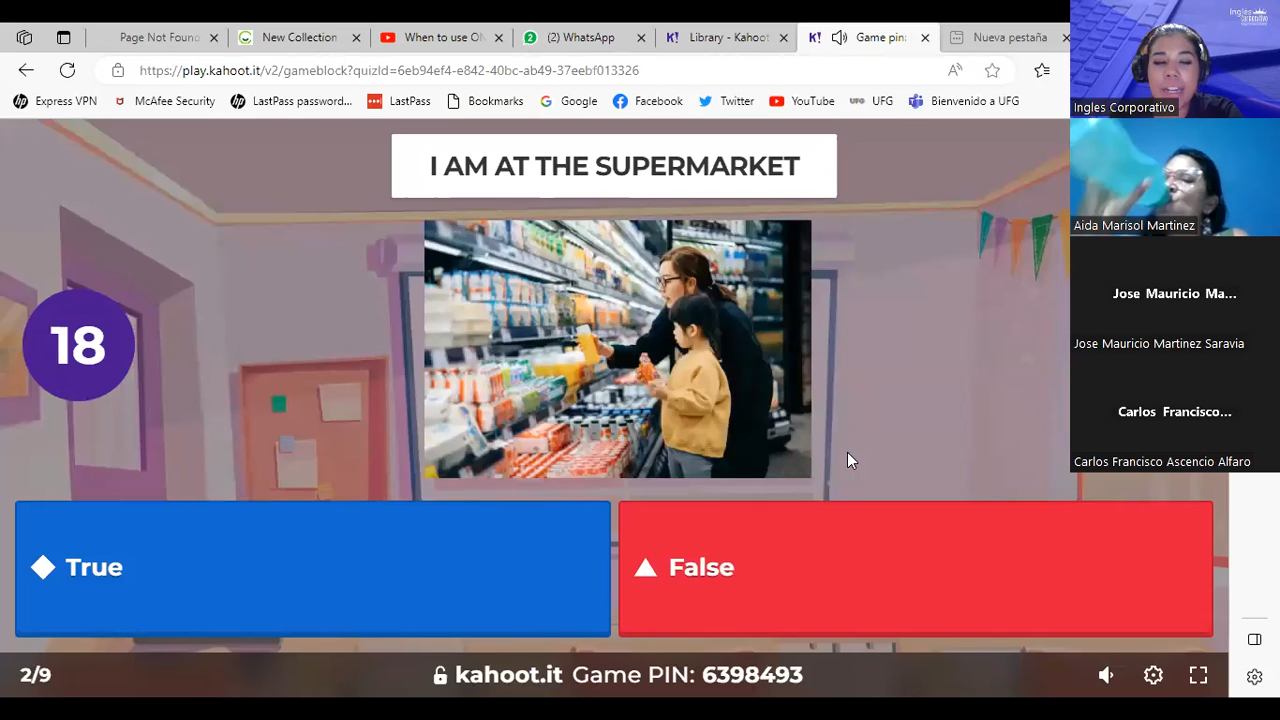 Page Not Foun
New Collection
When to use
WhatsApp
Library - Kahoot
Game pin:
Nueva pestaña
https://play.kahoot.it/v2/gameblock?quizId=6eb94ef4-e842-40bc-ab49-37eebf013326
Express VPN
McAfee Security
LastPass password...
LastPass
Bookmarks
Google
Facebook
Twitter
YouTube
UFG
Bienvenido a UFG
Ingles
Corporativo
Ingles Corporativo
Aida Marisol Martinez
Jose Mauricio Ma...
Jose Mauricio Martinez Saravia
Carlos Francisco...
Carlos Francisco Ascencio Alfaro
I AM AT THE SUPERMARKET
18
True
False
2/9
kahoot.it Game PIN: 6398493